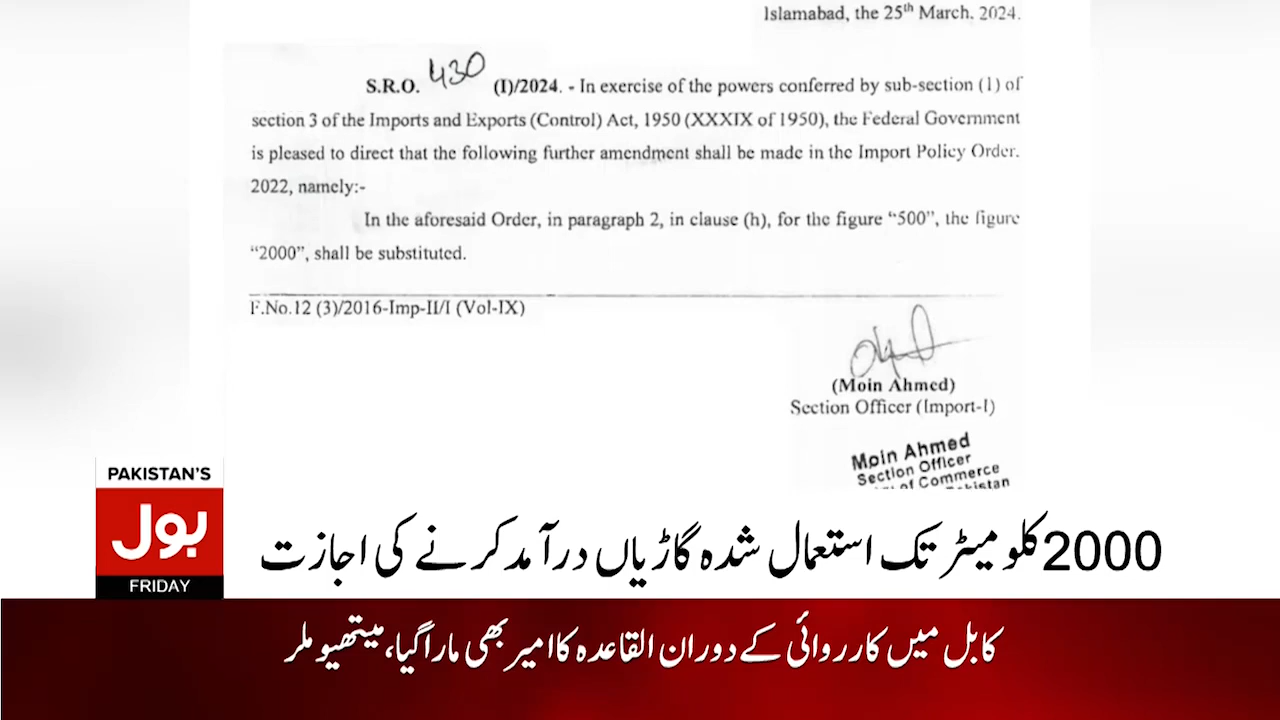 Islamabad, the 25th March. 2024.
S.R.O. 430 (I)/2024. - In exercise of the powers conferred by sub-section (1) of
section 3 of the Imports and Exports (Control) Act, 1950 (XXXIX of 1950), the Federal Government
is pleased to direct that the following further amendment shall be made in the Import Policy Order.
2022, namely:-
In the aforesaid Order, in paragraph 2, in clause (h), for the figure “500”, the figure
“2000”, shall be substituted.
F.No.12 (3)/2016-Imp-II/I (Vol-IX)
(Moin Ahmed)
Section Officer (Import-I)
Moin Ahmed
Section Officer
of Commerce
PAKISTAN'S
بول
FRIDAY
2000 کلومیٹر تک استعمال شدہ گاڑیاں درآمد کرنے کی اجازت
کابل میں کارروائی کے دوران القاعدہ کا امیر بھی مارا گیا، میتھیو ملر